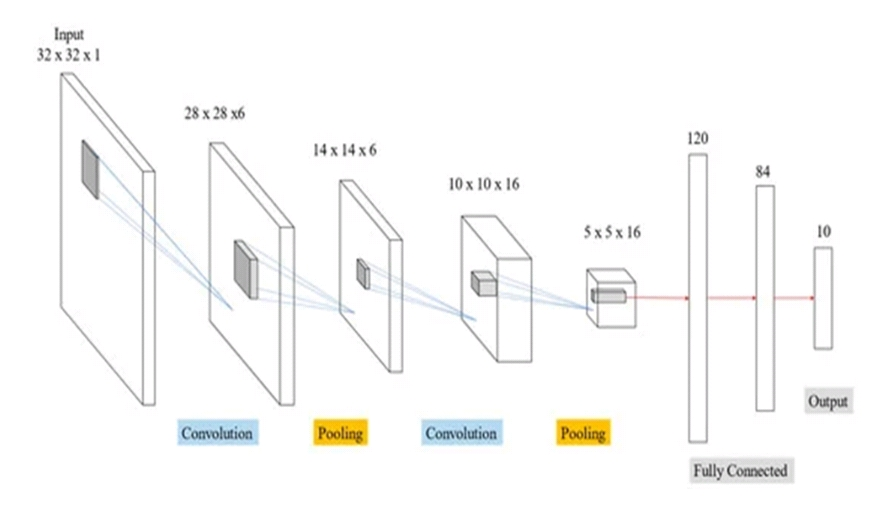 Input
32 x 32 x 1
28 x 28 x6
14 x 14 x 6
10 x 10 x 16
5 x 5 x 16
120
84
10
Convolution
Pooling
Convolution
Pooling
Fully Connected
Output